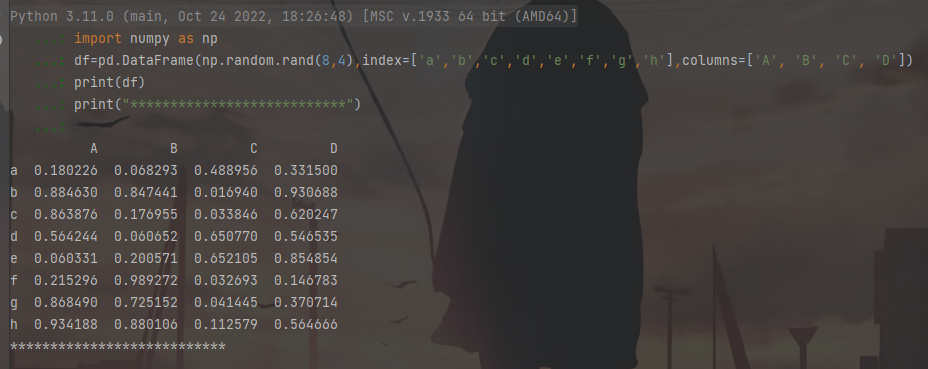 Python 3.11.0 (main, Oct 24 2022, 18:26:48) [MSC v.1933 64 bit (AMD64)]
...: import numpy as np
...: df=pd.DataFrame(np.random.rand(8,4),index=['a','b','c','d','e','f','g','h'],columns=['A', 'B', 'C', 'D'])
...: print(df)
...: print("***************************")
...:
A B C D
a 0.180226 0.068293 0.488956 0.331500
b 0.884630 0.847441 0.016940 0.930688
c 0.863876 0.176955 0.033846 0.620247
d 0.564244 0.060652 0.650770 0.546535
e 0.060331 0.200571 0.652105 0.854854
f 0.215296 0.989272 0.032693 0.146783
g 0.868490 0.725152 0.041445 0.370714
h 0.934188 0.880106 0.112579 0.564666
***************************